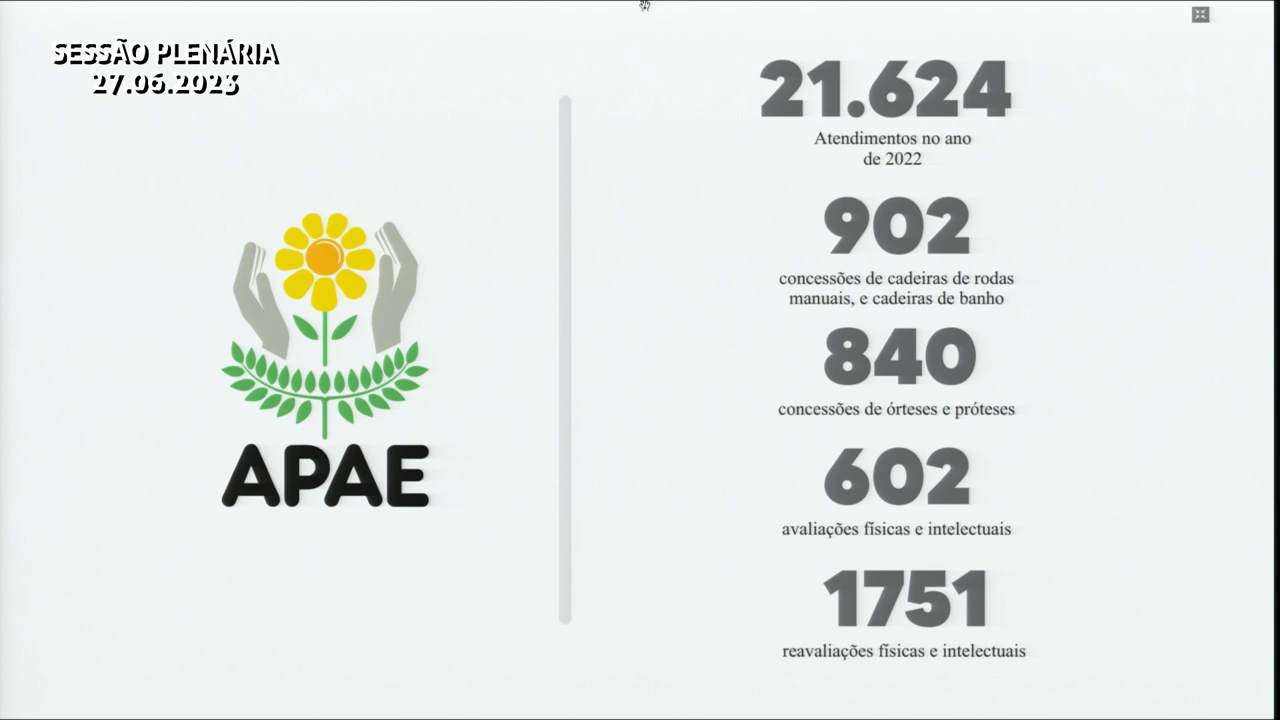 SESSÃO PLENÁRIA
27.06.2023
APAE
21.624
Atendimentos no ano
de 2022
902
concessões de cadeiras de rodas
manuais, e cadeiras de banho
840
concessões de órteses e próteses
602
avaliações físicas e intelectuais
1751
reavaliações físicas e intelectuais